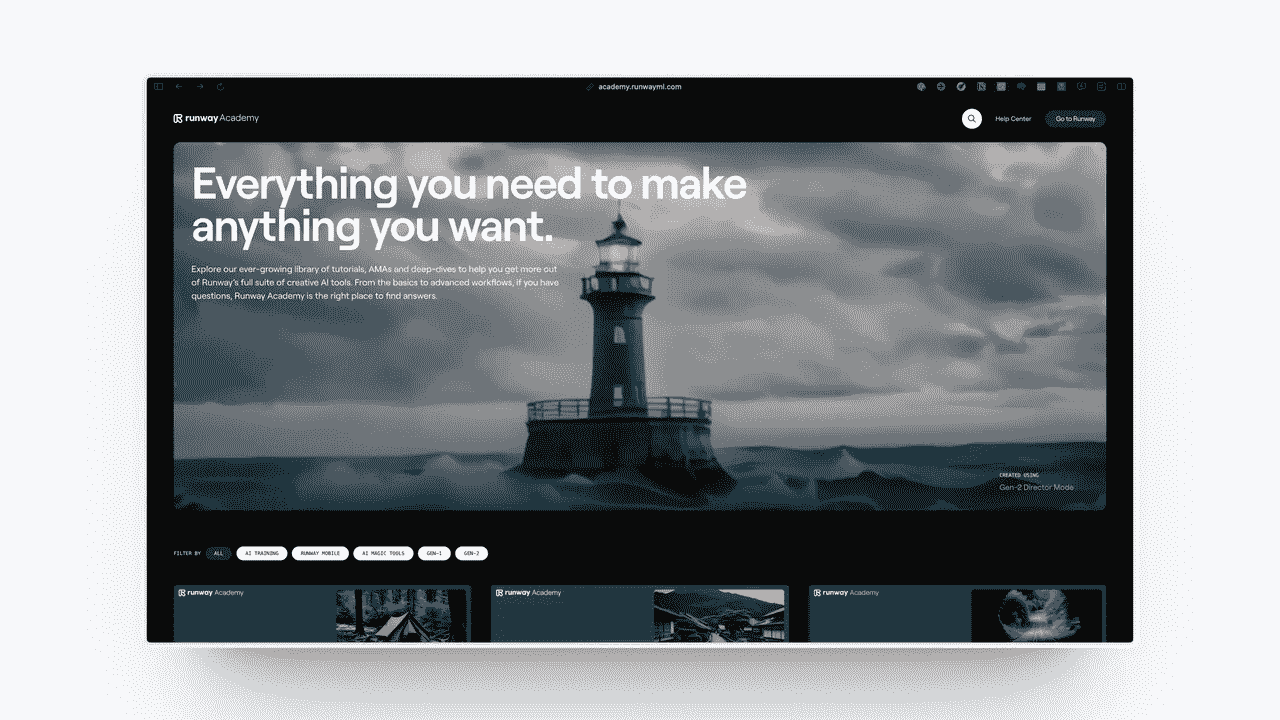 academy.runwayml.com
runway Academy
Help Center
Go to Runway
Everything you need to make
anything you want.
Explore our ever-growing library of tutorials, AMAs and deep-dives to help you get more out
of Runway's full suite of creative AI tools. From the basics to advanced workflows, if you have
questions, Runway Academy is the right place to find answers.
CREATED USING
Gen-2 Director Mode
FILTER BY
ALL
AI TRAINING
RUNWAY MOBILE
AI MAGIC TOOLS
GEN-1
GEN-2
runway Academy
runway Academy
runway Academy